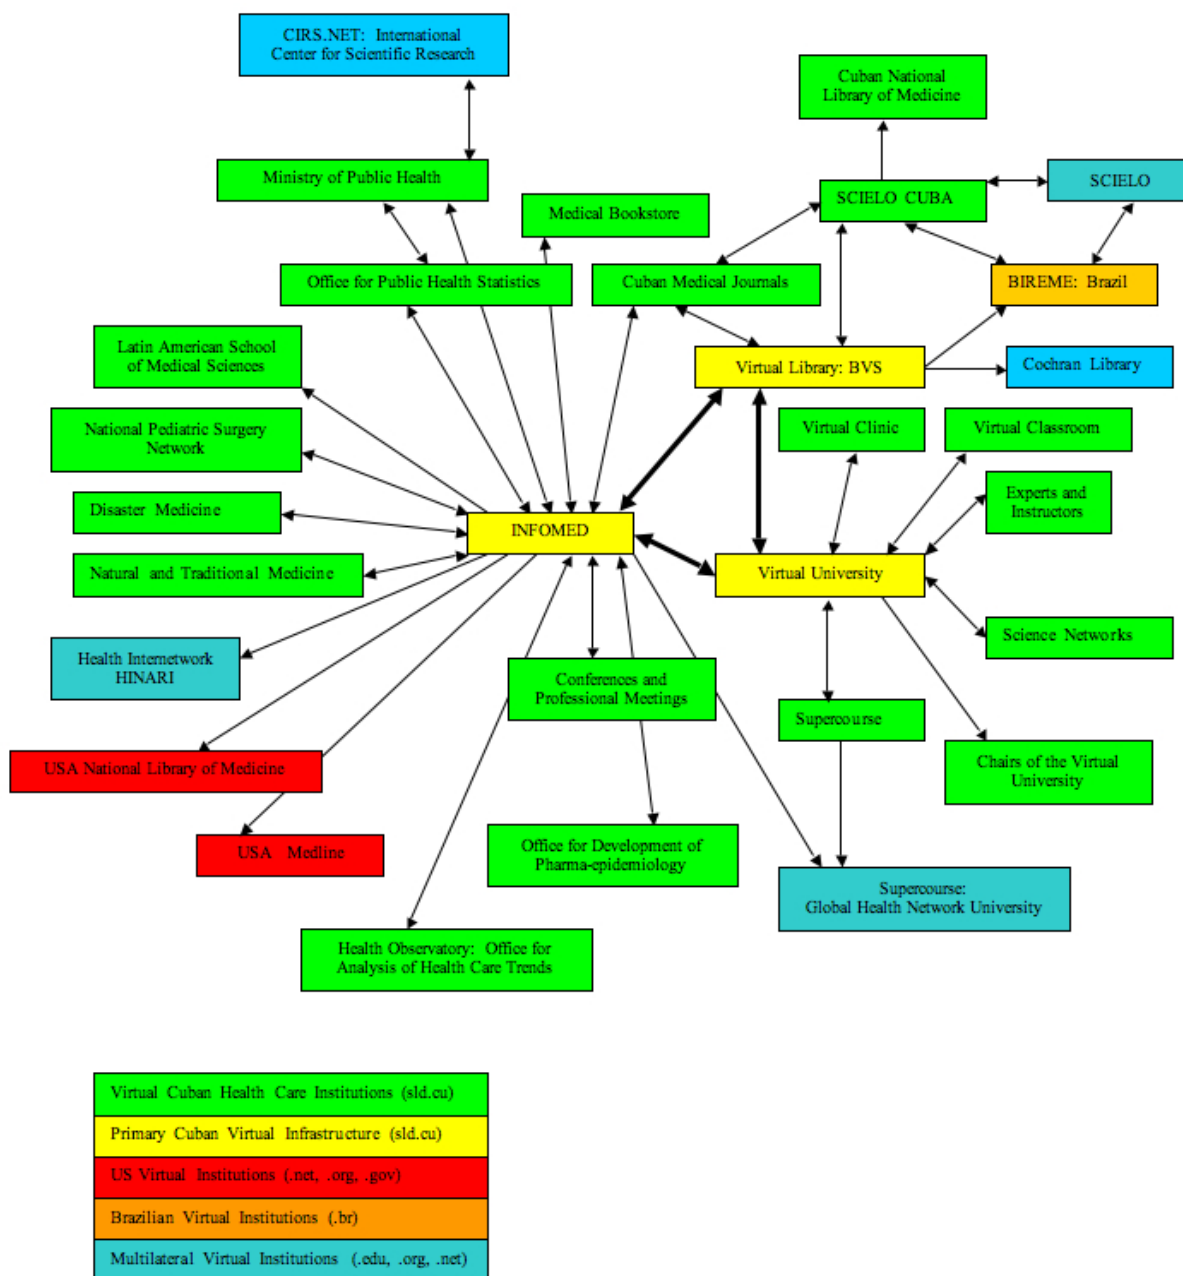 CIRS.NET: International
Center for Scientific Research
Cuban National
Library of Medicine
Ministry of Public Health
SCIELO CUBA
SCIELO
Medical Bookstore
Office for Public Health Statistics
Cuban Medical Journals
BIREME: Brazil
Latin American School
of Medical Sciences
Virtual Library: BVS
Cochran Library
National Pediatric Surgery
Network
Virtual Clinic
Virtual Classroom
Disaster Medicine
INFOMED
Experts and
Instructors
Natural and Traditional Medicine
Virtual University
Health Internetwork
HINARI
Science Networks
Conferences and
Professional Meetings
Supercourse
USA National Library of Medicine
Chairs of the Virtual
University
USA Medline
Office for Development of
Pharma-epidemiology
Supercourse:
Global Health Network University
Health Observatory: Office for
Analysis of Health Care Trends
Virtual Cuban Health Care Institutions (sld.cu)
Primary Cuban Virtual Infrastructure (sld.cu)
US Virtual Institutions (.net, .org, .gov)
Brazilian Virtual Institutions (.br)
Multilateral Virtual Institutions (.edu, .org, .net)